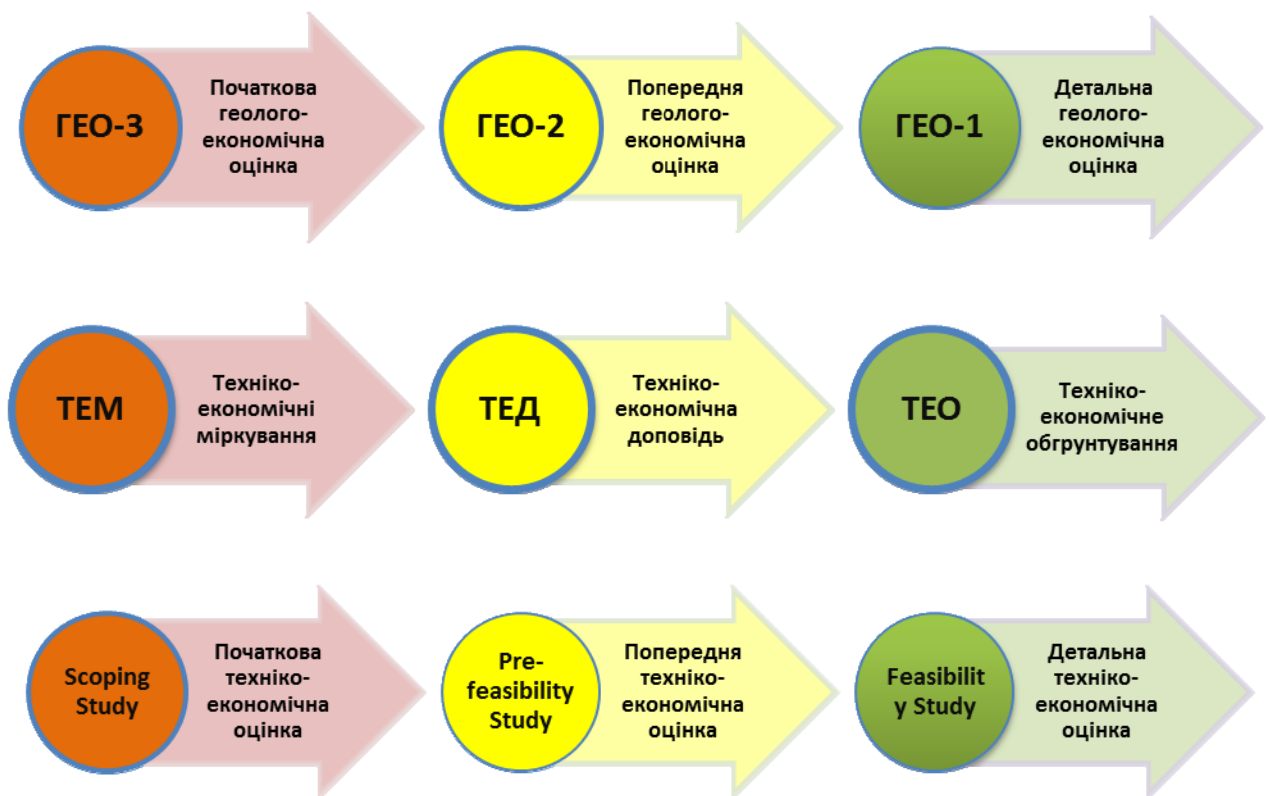 ГЕО-3
Початкова
геолого-
економічна
оцінка
ГЕО-2
Попередня
геолого-
економічна
оцінка
ГЕО-1
Детальна
геолого-
економічна
оцінка
ТЕМ
Техніко-
економічні
міркування
ТЕД
Техніко-
економічна
доповідь
ТЕО
Техніко-
економічне
обгрунтування
Scoping
Study
Початкова
техніко-
економічна
оцінка
Pre-
feasibility
Study
Попередня
техніко-
економічна
оцінка
Feasibilit
y Study
Детальна
техніко-
економічна
оцінка